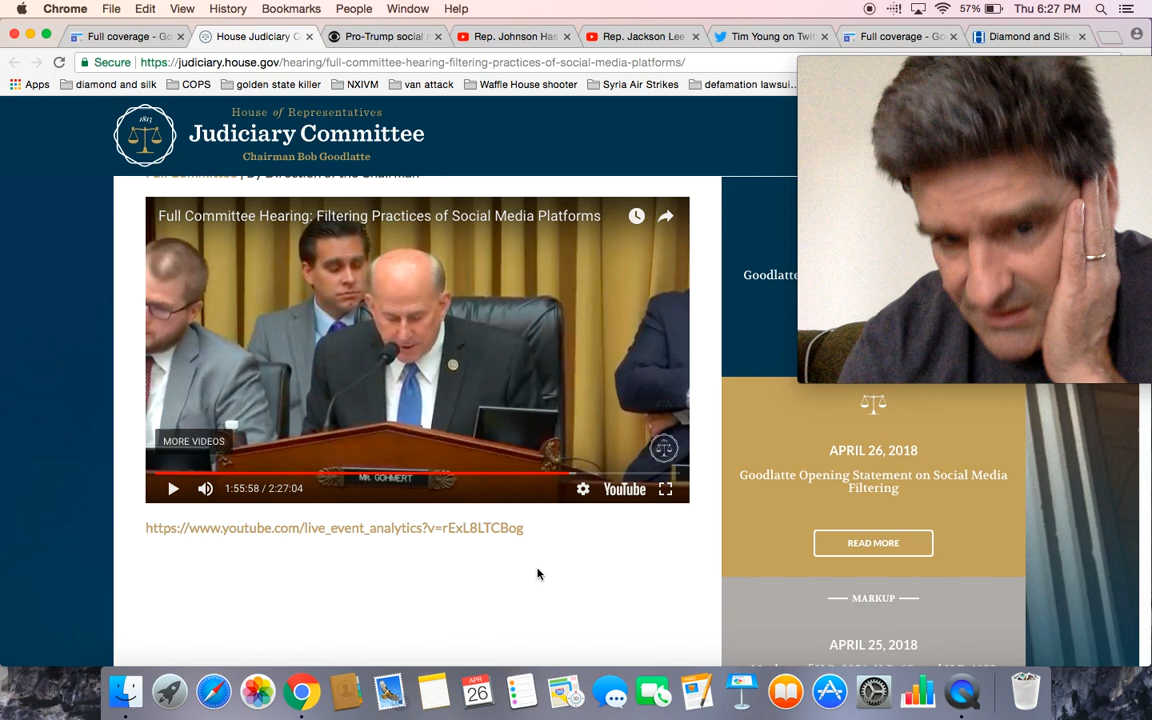 Chrome File Edit View History Bookmarks People Window Help 57% Thu 6:27 PM
Full coverage - Go House Judiciary C Pro-Trump social Rep. Johnson Has Rep. Jackson Lee Tim Young on Twit Full coverage - Go Diamond and Silk
Secure https://judiciary.house.gov/hearing/full-committee-hearing-filtering-practices-of-social-media-platforms/
Apps diamond and silk COPS golden state killer NXIVM van attack Waffle House shooter Syria Air Strikes defamation lawsui...
1813
House of Representatives
Judiciary Committee
Chairman Bob Goodlatte
Full Committee | By Direction of the Chairman
Full Committee Hearing: Filtering Practices of Social Media Platforms
MORE VIDEOS
MR. GOHMERT
1:55:58 / 2:27:04 YouTube
https://www.youtube.com/live_event_analytics?v=rExL8LTCBog
Goodlatte
APRIL 26, 2018
Goodlatte Opening Statement on Social Media
Filtering
READ MORE
MARKUP
APRIL 25, 2018
APR
26